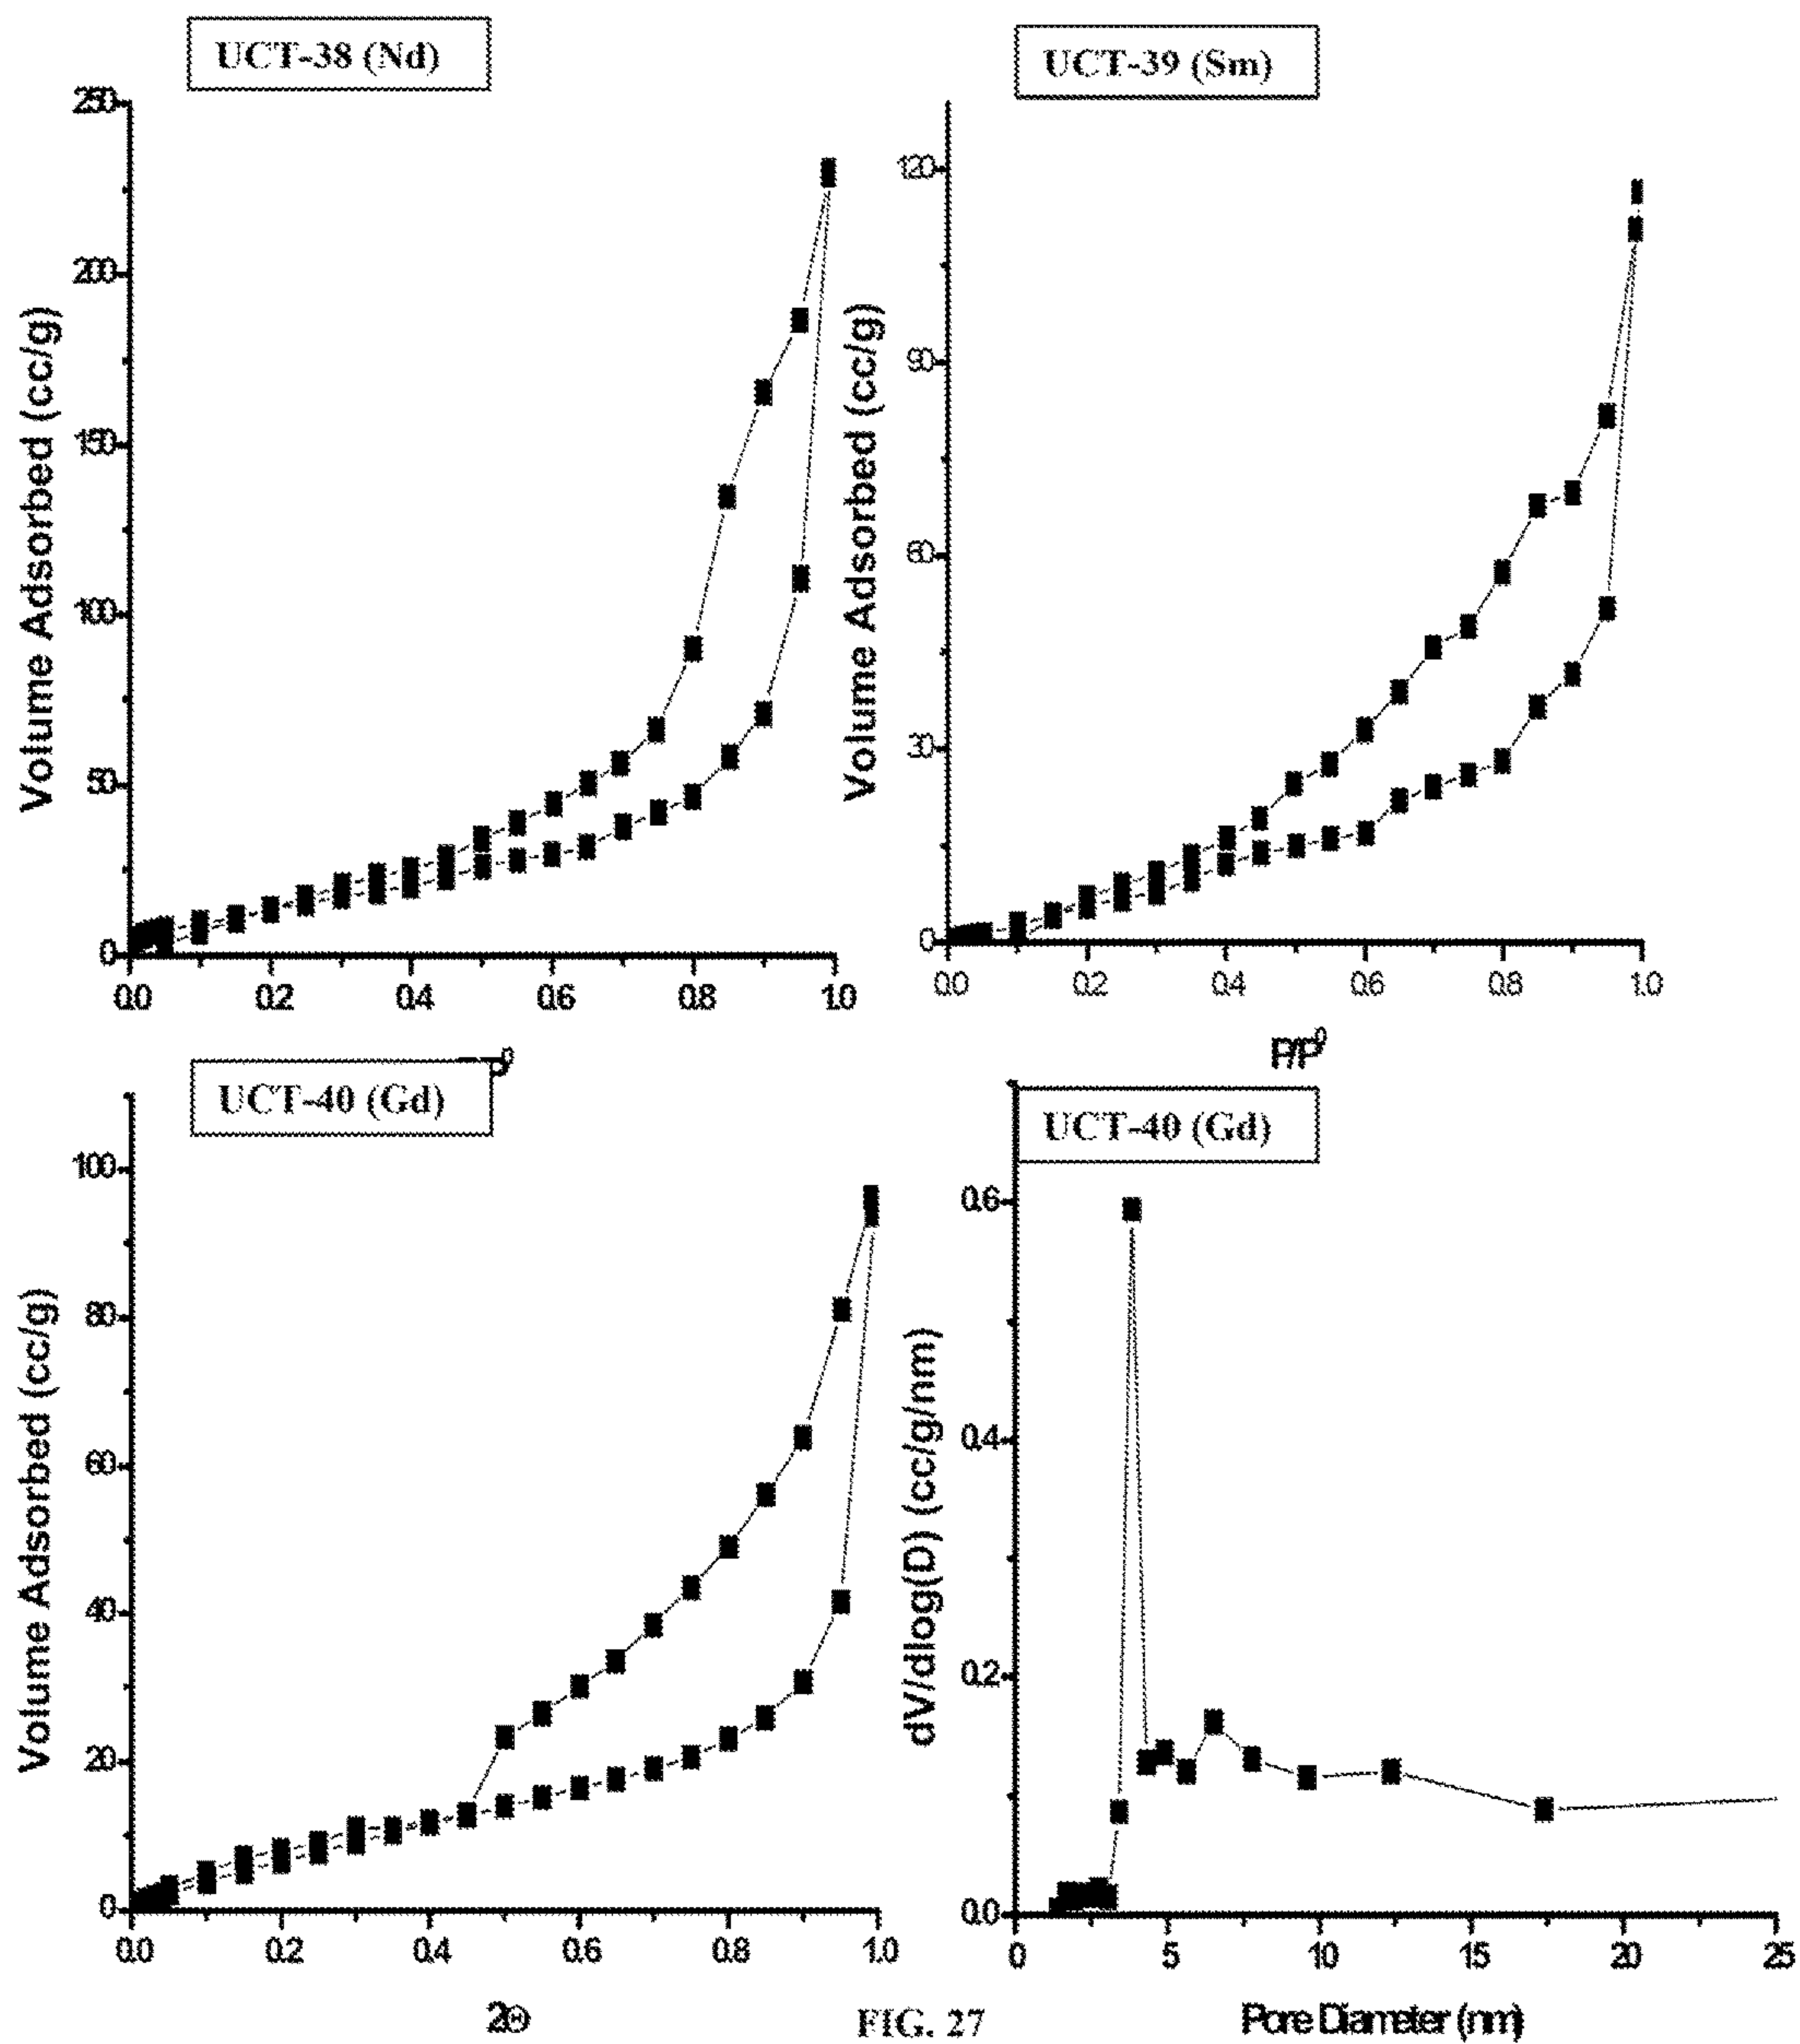 UCT-38 (Nd)
250
200
150
100
50
0
Volume Adsorbed (cc/g)
0.0 0.2 0.4 0.6 0.8 1.0
UCT-39 (Sm)
120
90
60
30
0
Volume Adsorbed (cc/g)
0.0 0.2 0.4 0.6 0.8 1.0
P/P⁰
UCT-40 (Gd)
100
80
60
40
20
0
Volume Adsorbed (cc/g)
0.0 0.2 0.4 0.6 0.8 1.0
2Θ
UCT-40 (Gd)
0.6
0.4
0.2
0.0
dV/dlog(D) (cc/g/nm)
0 5 10 15 20 25
Pore Diameter (nm)
FIG. 27